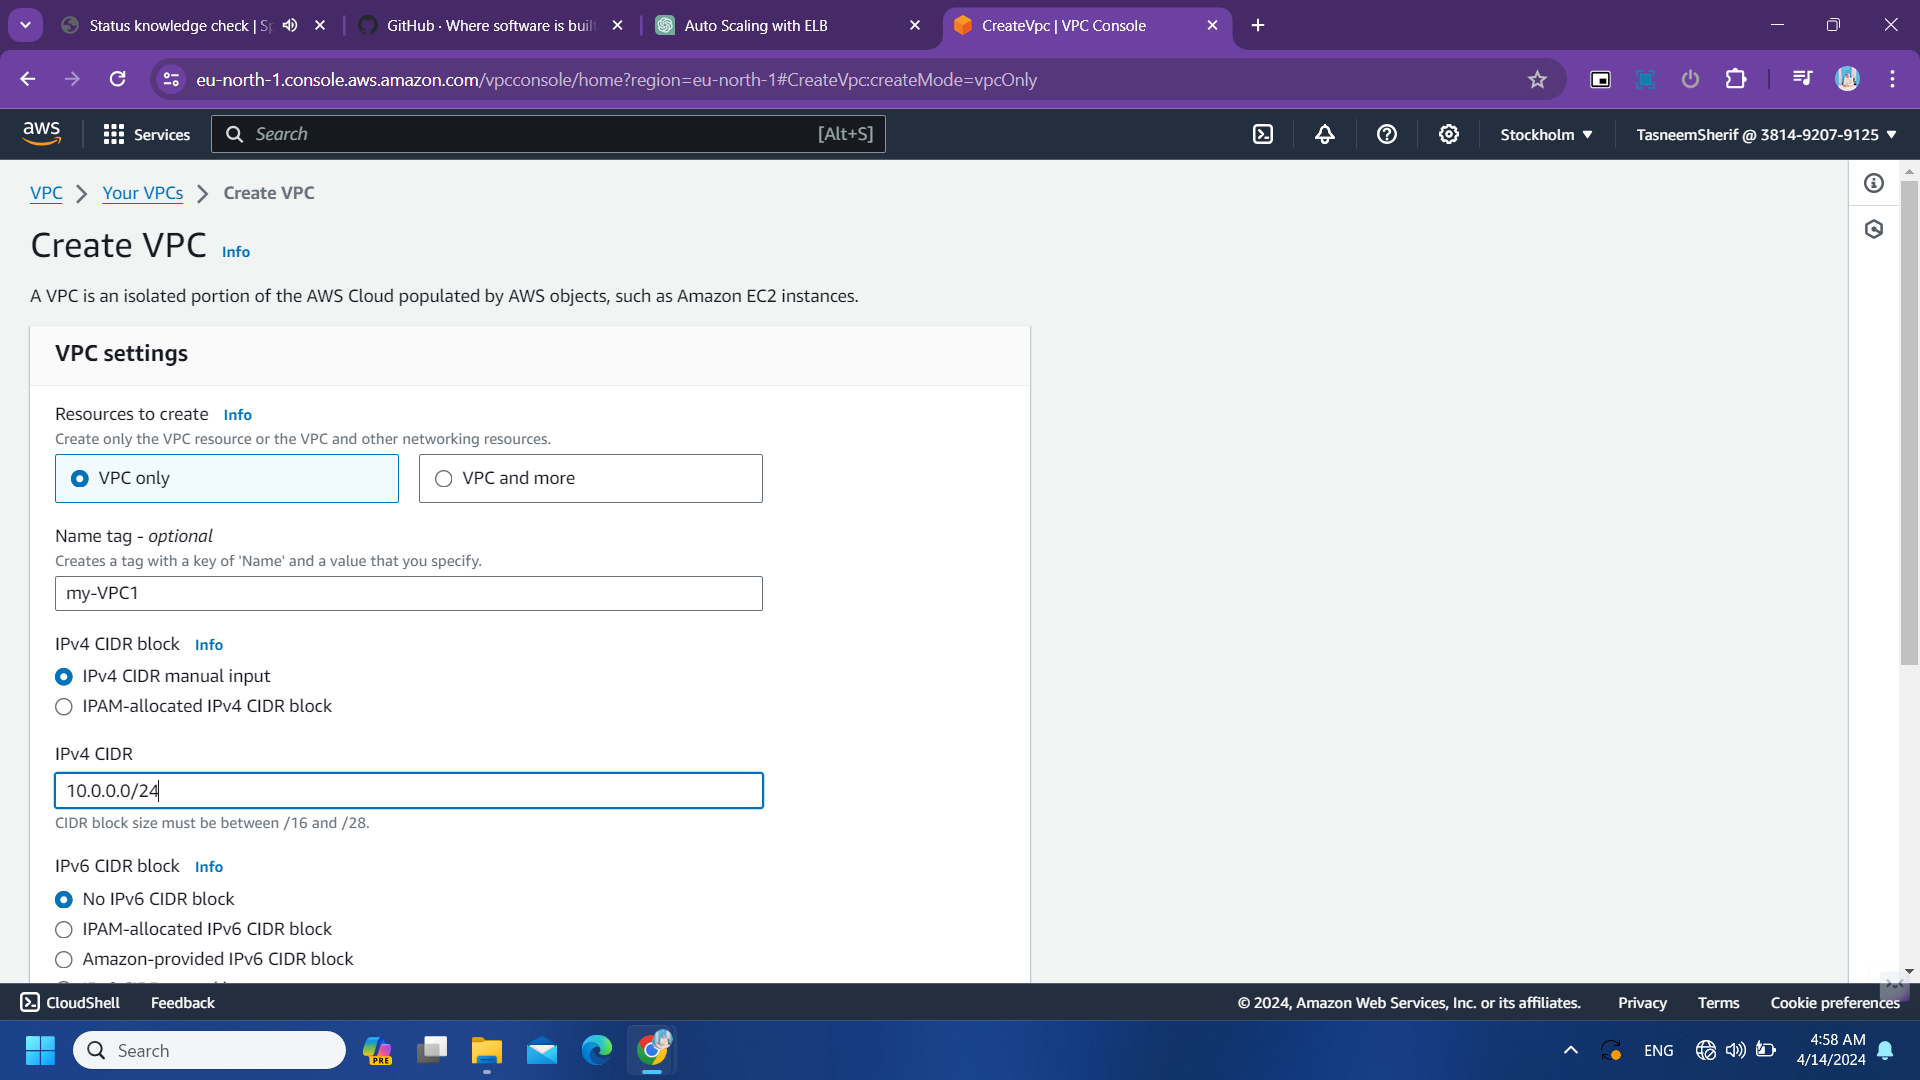 Status knowledge check | Sp
GitHub · Where software is built
Auto Scaling with ELB
CreateVpc | VPC Console
eu-north-1.console.aws.amazon.com/vpcconsole/home?region=eu-north-1#CreateVpc:createMode=vpcOnly
aws
Services
Search
[Alt+S]
Stockholm
TasneemSherif @ 3814-9207-9125
VPC
Your VPCs
Create VPC
Create VPC
Info
A VPC is an isolated portion of the AWS Cloud populated by AWS objects, such as Amazon EC2 instances.
VPC settings
Resources to create Info
Create only the VPC resource or the VPC and other networking resources.
VPC only
VPC and more
Name tag - optional
Creates a tag with a key of 'Name' and a value that you specify.
my-VPC1
IPv4 CIDR block Info
IPv4 CIDR manual input
IPAM-allocated IPv4 CIDR block
IPv4 CIDR
10.0.0.0/24
CIDR block size must be between /16 and /28.
IPv6 CIDR block Info
No IPv6 CIDR block
IPAM-allocated IPv6 CIDR block
Amazon-provided IPv6 CIDR block
CloudShell
Feedback
© 2024, Amazon Web Services, Inc. or its affiliates.
Privacy
Terms
Cookie preferences
Search
PRE
ENG
4:58 AM
4/14/2024